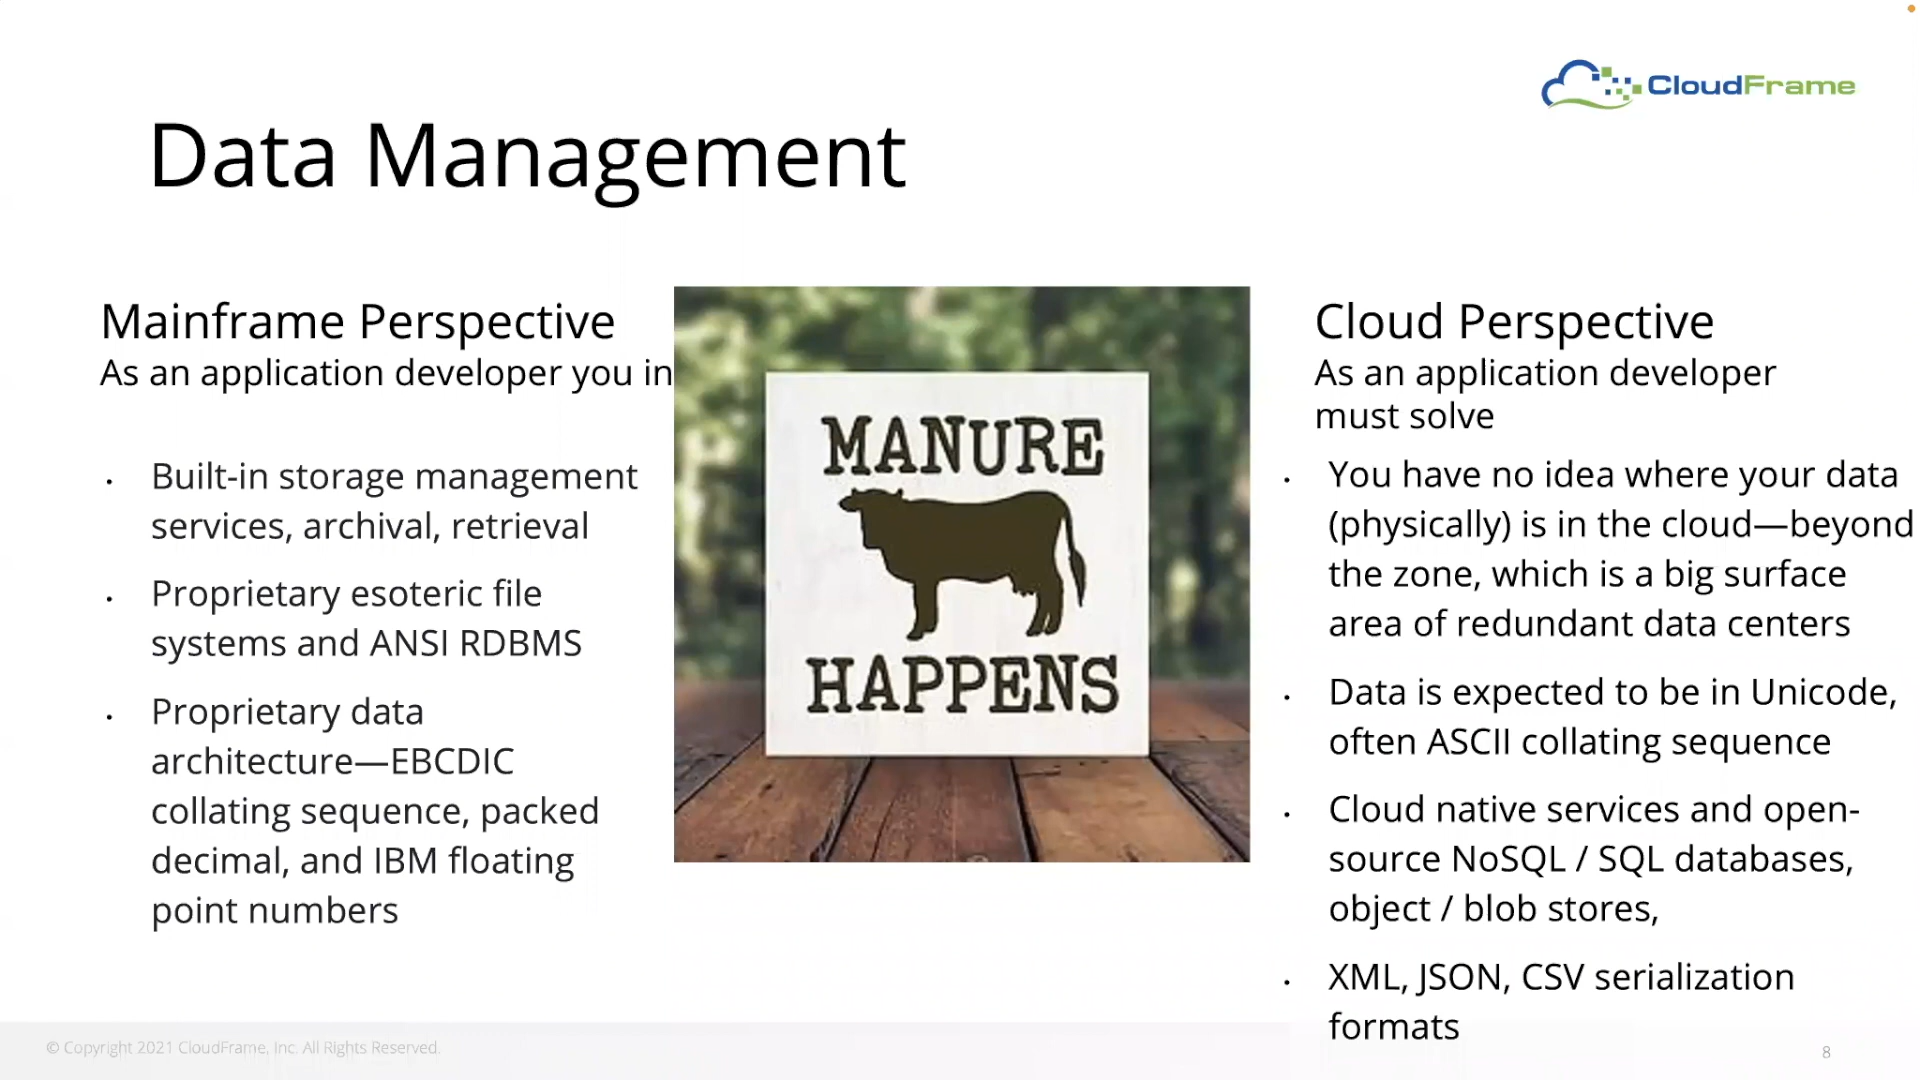 CloudFrame
Data Management
Mainframe Perspective
As an application developer you in
Built-in storage management
services, archival, retrieval
Proprietary esoteric file
systems and ANSI RDBMS
Proprietary data
architecture—EBCDIC
collating sequence, packed
decimal, and IBM floating
point numbers
MANURE
HAPPENS
Cloud Perspective
As an application developer
must solve
You have no idea where your data
(physically) is in the cloud—beyond
the zone, which is a big surface
area of redundant data centers
Data is expected to be in Unicode,
often ASCII collating sequence
Cloud native services and open-
source NoSQL / SQL databases,
object / blob stores,
XML, JSON, CSV serialization
formats
© Copyright 2021 CloudFrame, Inc. All Rights Reserved.
8